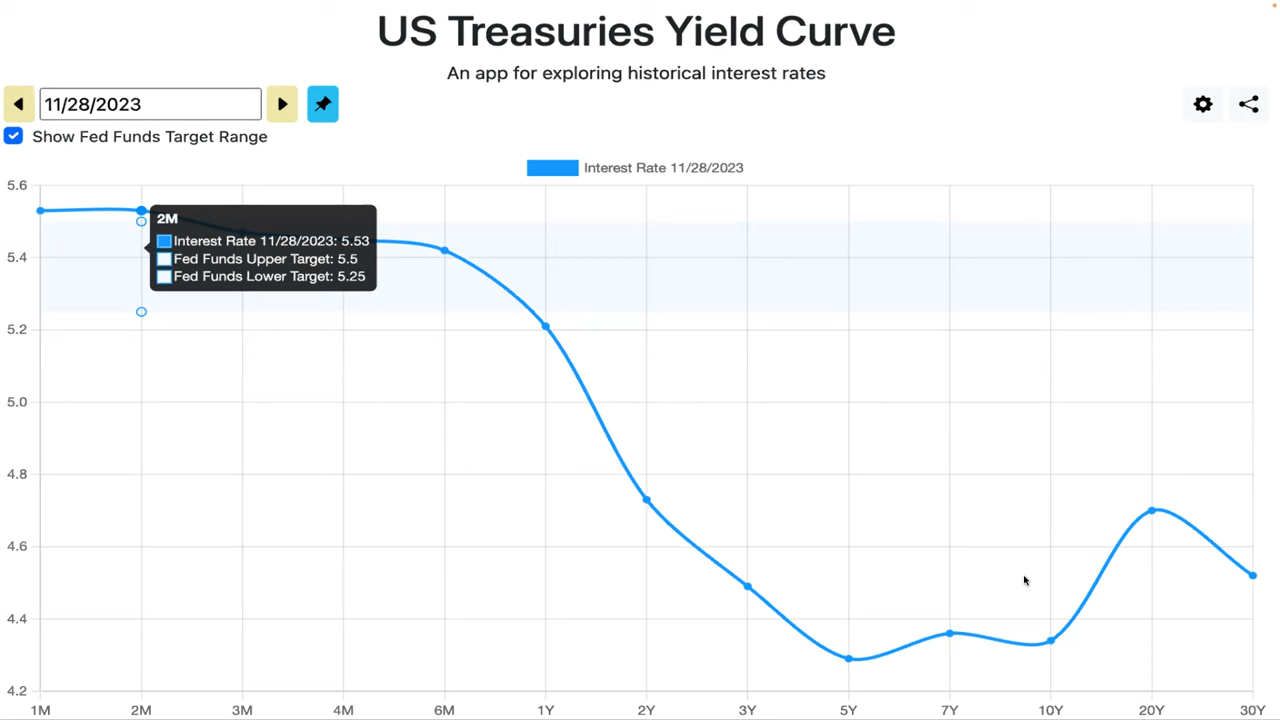 US Treasuries Yield Curve
An app for exploring historical interest rates
11/28/2023
Show Fed Funds Target Range
Interest Rate 11/28/2023
5.6
5.4
5.2
5.0
4.8
4.6
4.4
4.2
2M
Interest Rate 11/28/2023: 5.53
Fed Funds Upper Target: 5.5
Fed Funds Lower Target: 5.25
1M 2M 3M 4M 6M 1Y 2Y 3Y 5Y 7Y 10Y 20Y 30Y